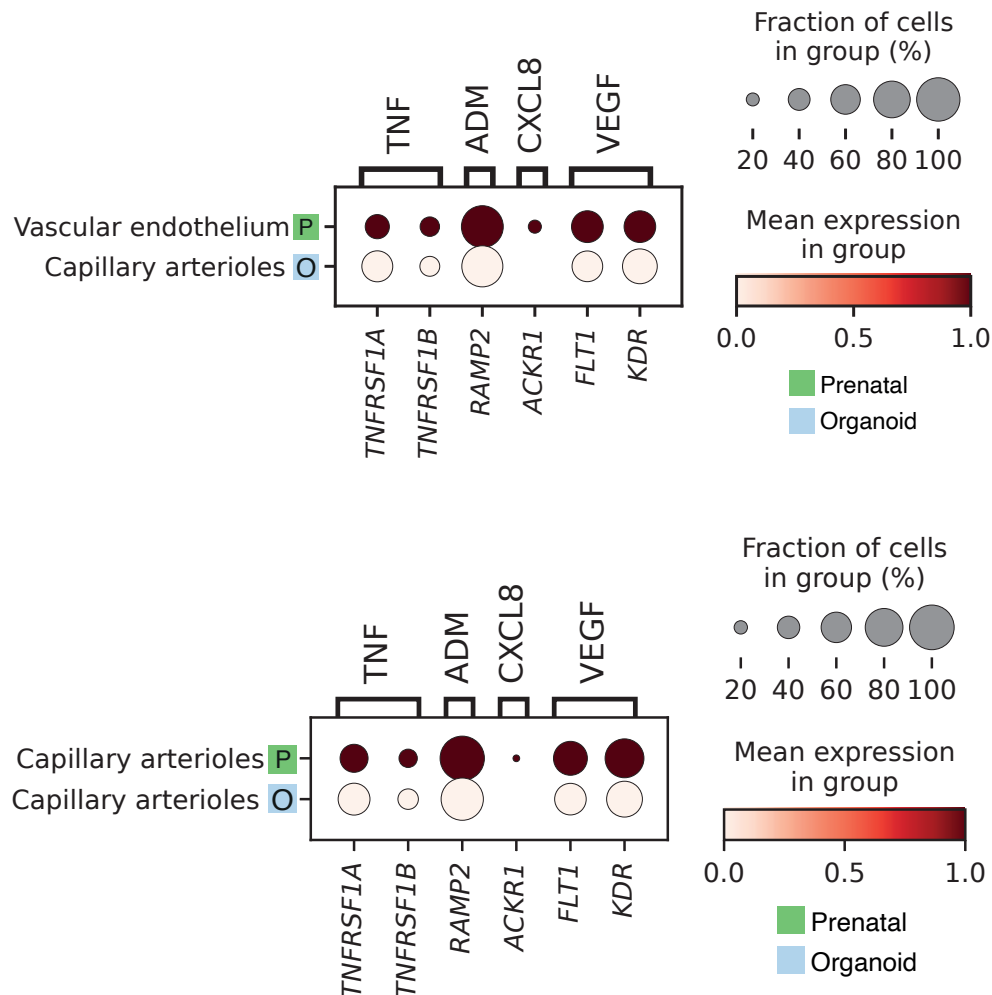 Fraction of cells
in group (%)
20 40 60 80 100
TNF ADM CXCL8 VEGF
Mean expression
in group
0.0 0.5 1.0
Vascular endothelium P
Capillary arterioles O
TNFRSF1A TNFRSF1B RAMP2 ACKR1 FLT1 KDR
Prenatal
Organoid
Fraction of cells
in group (%)
20 40 60 80 100
TNF ADM CXCL8 VEGF
Mean expression
in group
0.0 0.5 1.0
Capillary arterioles P
Capillary arterioles O
TNFRSF1A TNFRSF1B RAMP2 ACKR1 FLT1 KDR
Prenatal
Organoid